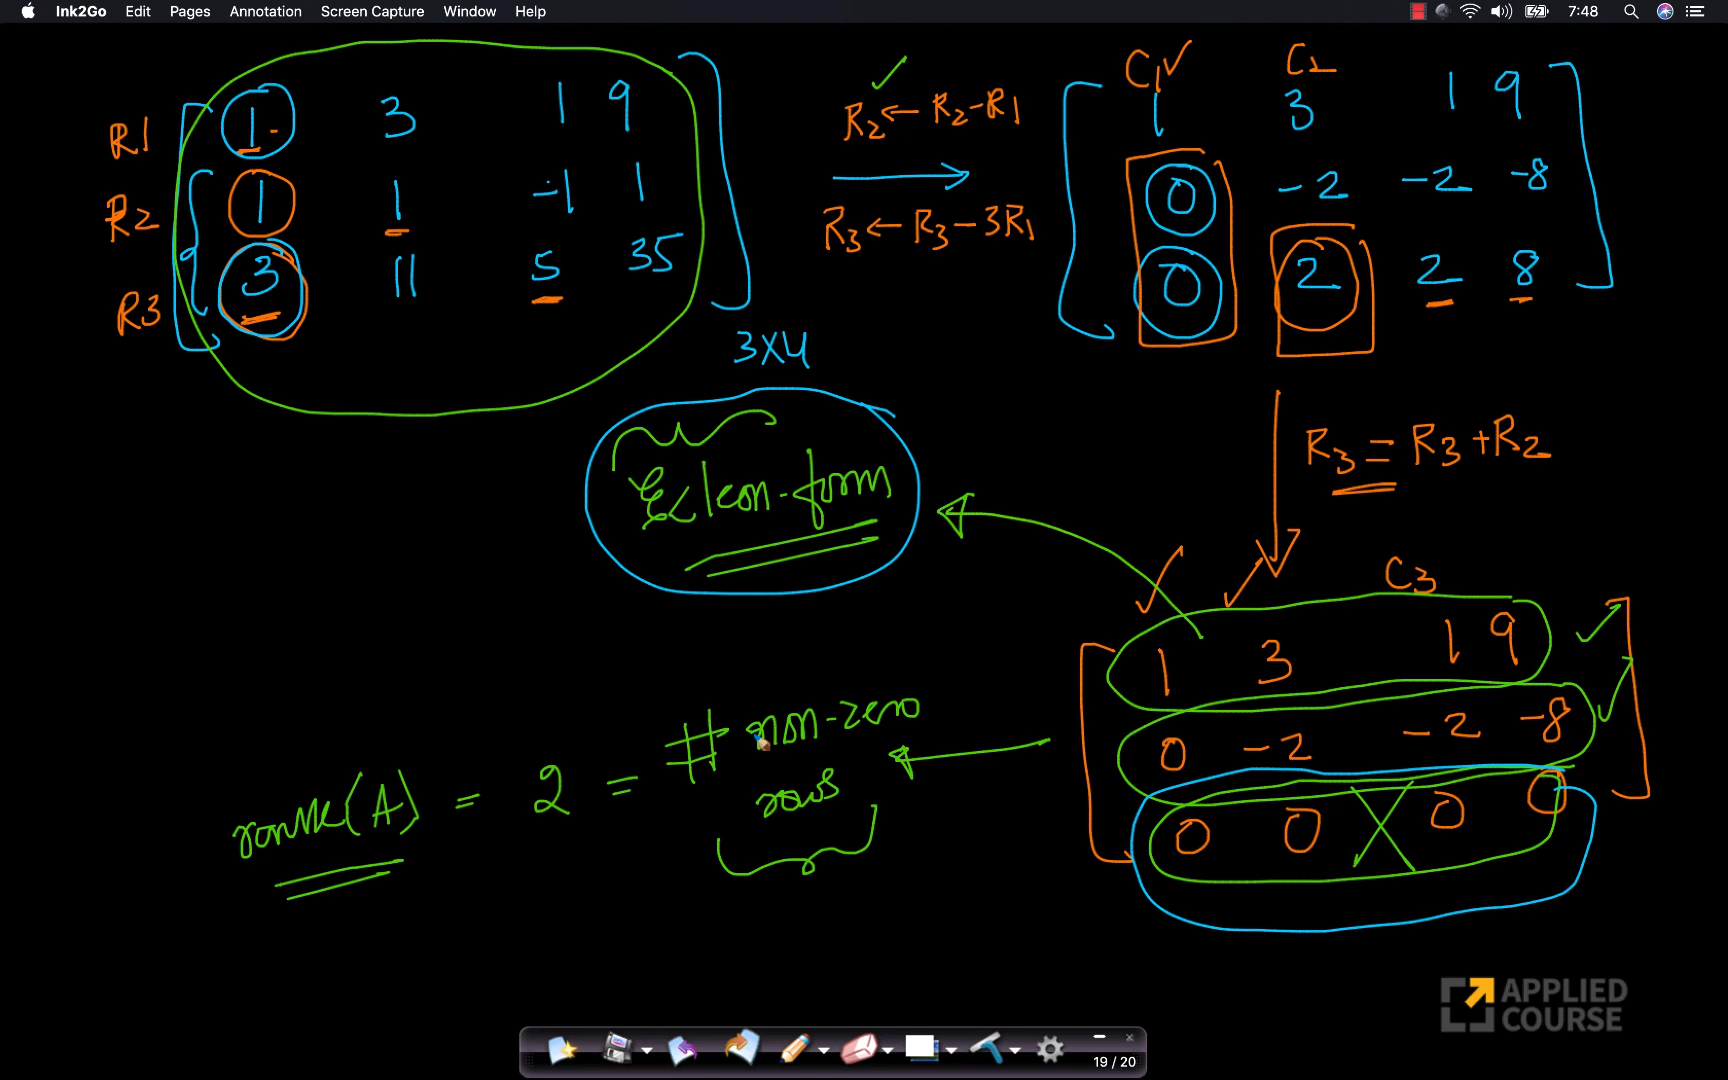 Ink2Go Edit Pages Annotation Screen Capture Window Help 7:48
R1 1 3 1 9
R2 1 1 -1 1
R3 3 11 5 35
3X4
R2 ← R2-R1
R3 ← R3-3R1
C1 C2
1 3 1 9
0 -2 -2 -8
0 2 2 8
R3 = R3+R2
Echleon-form
C3
1 3 1 9
0 -2 -2 -8
0 0 0 0
rank(A) = 2 = # non-zero
rows
APPLIED
COURSE
19 / 20